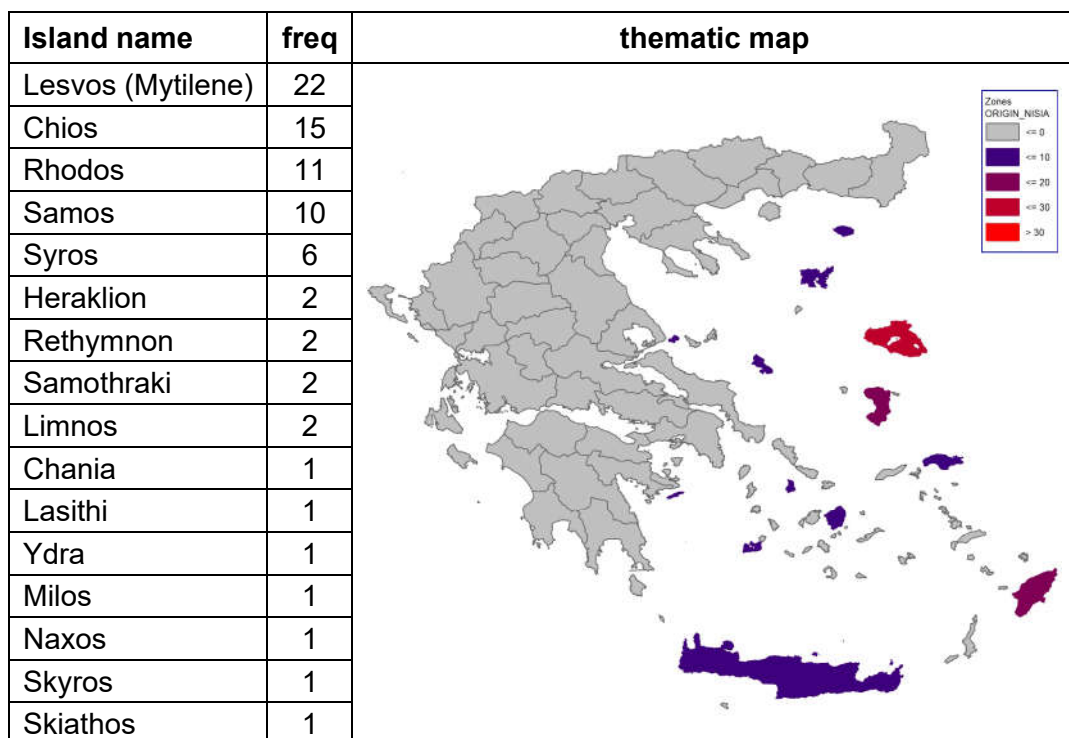 Island name freq thematic map
Lesvos (Mytilene) 22
Chios 15
Rhodos 11
Samos 10
Syros 6
Heraklion 2
Rethymnon 2
Samothraki 2
Limnos 2
Chania 1
Lasithi 1
Ydra 1
Milos 1
Naxos 1
Skyros 1
Skiathos 1
Zones
ORIGIN_NISIA
<= 0
<= 10
<= 20
<= 30
> 30